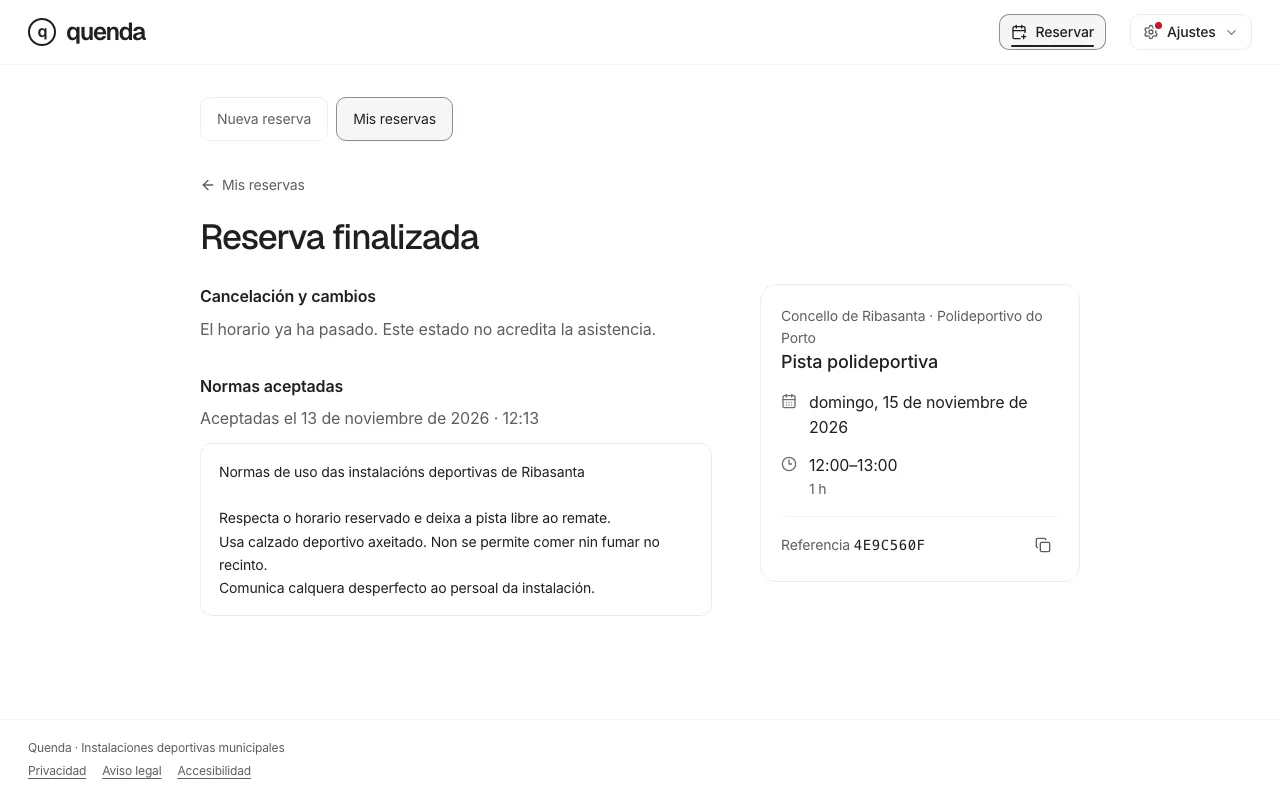 q quenda
Reservar
Ajustes
Nueva reserva
Mis reservas
Mis reservas
Reserva finalizada
Cancelación y cambios
El horario ya ha pasado. Este estado no acredita la asistencia.
Normas aceptadas
Aceptadas el 13 de noviembre de 2026 · 12:13
Normas de uso das instalacións deportivas de Ribasanta
Respecta o horario reservado e deixa a pista libre ao remate.
Usa calzado deportivo axeitado. Non se permite comer nin fumar no
recinto.
Comunica calquera desperfecto ao persoal da instalación.
Concello de Ribasanta · Polideportivo do
Porto
Pista polideportiva
domingo, 15 de noviembre de
2026
12:00–13:00
1 h
Referencia 4E9C560F
Quenda · Instalaciones deportivas municipales
Privacidad Aviso legal Accesibilidad